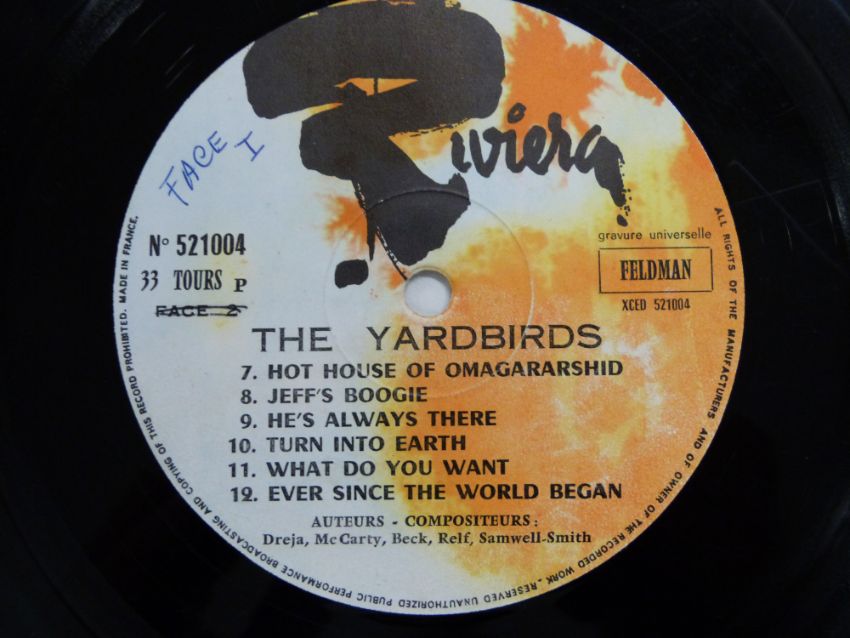 Riviera
FACE
I
N° 521004
33 TOURS P
FACE 2
gravure universelle
FELDMAN
XCED 521004
THE YARDBIRDS
7. HOT HOUSE OF OMAGARARSHID
8. JEFF'S BOOGIE
9. HE'S ALWAYS THERE
10. TURN INTO EARTH
11. WHAT DO YOU WANT
12. EVER SINCE THE WORLD BEGAN
AUTEURS - COMPOSITEURS :
Dreja, Mc Carty, Beck, Relf, Samwell-Smith
ALL RIGHTS OF THE MANUFACTURERS AND OF OWNER OF THE RECORDED WORK - RESERVED UNAUTHORIZED PUBLIC PERFORMANCE BROADCASTING AND COPYING OF THIS RECORD PROHIBITED. MADE IN FRANCE.